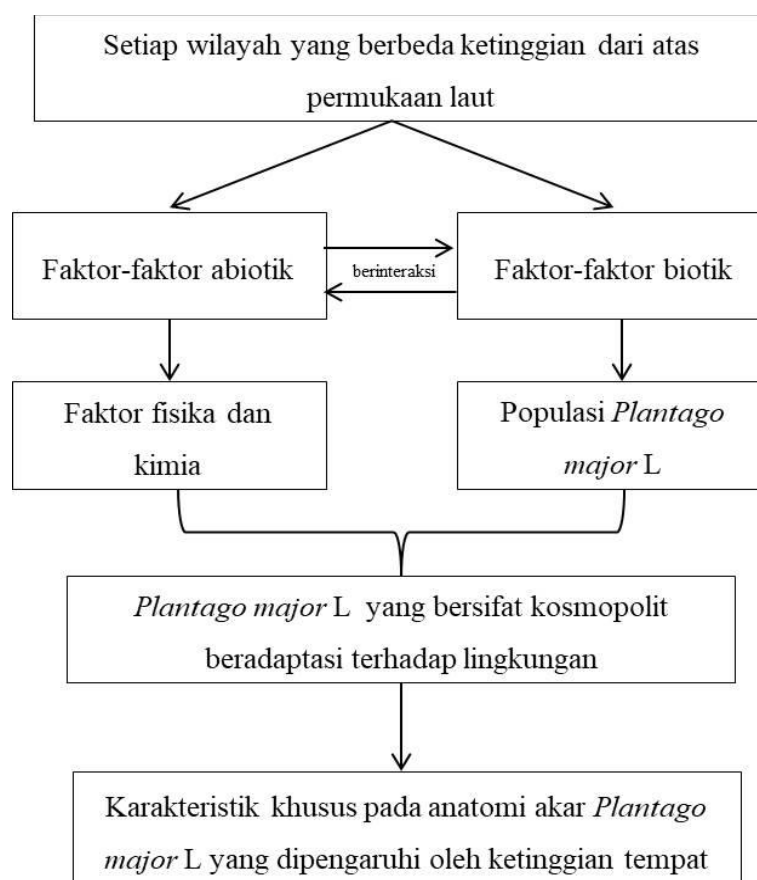 Setiap wilayah yang berbeda ketinggian dari atas
permukaan laut
Faktor-faktor abiotik
berinteraksi
Faktor-faktor biotik
Faktor fisika dan
kimia
Populasi Plantago
major L
Plantago major L yang bersifat kosmopolit
beradaptasi terhadap lingkungan
Karakteristik khusus pada anatomi akar Plantago
major L yang dipengaruhi oleh ketinggian tempat